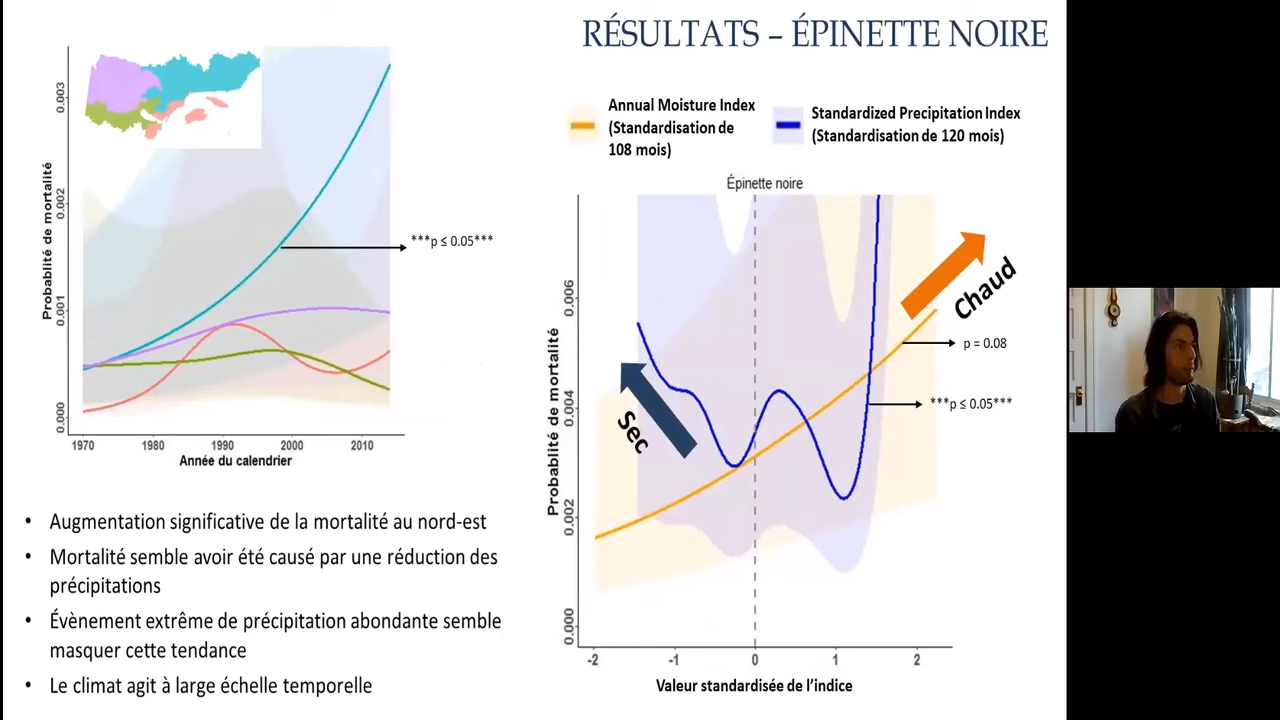 RÉSULTATS – ÉPINETTE NOIRE
0.003
0.002
0.001
0.000
Probabilité de mortalité
***p ≤ 0.05***
1970
1980
1990
2000
2010
Année du calendrier
Annual Moisture Index
(Standardisation de
108 mois)
Standardized Precipitation Index
(Standardisation de 120 mois)
Épinette noire
0.006
0.004
0.002
0.000
Probablité de mortalité
Sec
Chaud
p = 0.08
***p ≤ 0.05***
-2
-1
0
1
2
Valeur standardisée de l'indice
• Augmentation significative de la mortalité au nord-est
• Mortalité semble avoir été causé par une réduction des
précipitations
• Évènement extrême de précipitation abondante semble
masquer cette tendance
• Le climat agit à large échelle temporelle